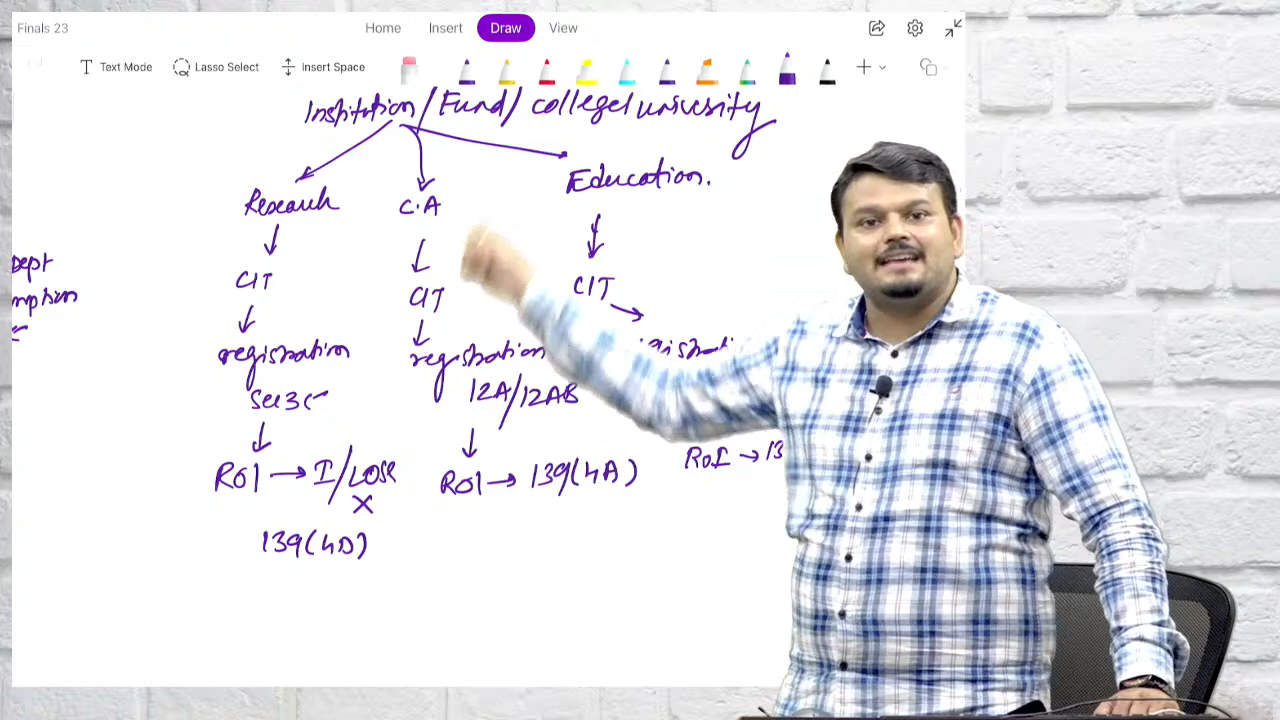 Finals 23
Home Insert Draw View
Text Mode Lasso Select Insert Space
Institution/Fund/college/university
Research C.A Education.
CIT CIT CIT
registration registration
Sec 35 12A/12AB
ROI → I/Loss ROI → 139(4A) ROI → 13
X
139(4D)